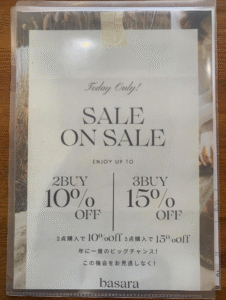 Today Only!
SALE
ON SALE
ENJOY UP TO
2BUY
10%
OFF
3BUY
15%
OFF
2点購入で10%off 3点購入で15%off
年に一度のビッグチャンス!
この機会をお見逃しなく!
basara